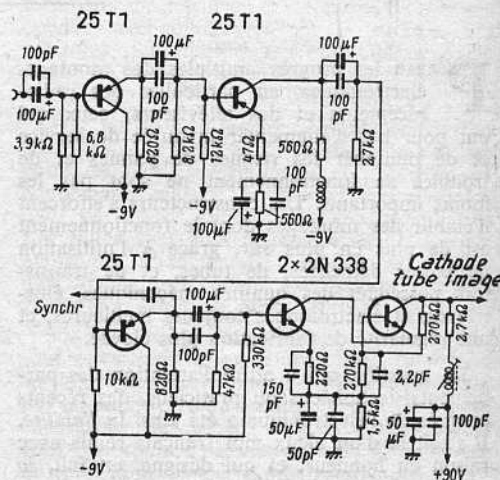 25 T1
25 T1
100pF
100µF
3,9kΩ
6,8 kΩ
100µF
100 pF
820Ω
8,2kΩ
-9V
12kΩ
-9V
47Ω
100 pF
100µF
560Ω
100µF
100 pF
560Ω
2,7kΩ
-9V
25 T1
2×2N 338
Cathode
tube image
Synchr
100µF
100pF
10kΩ
820Ω
47kΩ
330kΩ
-9V
150 pF
220Ω
50µF
50pF
270kΩ
1,5kΩ
2,2pF
270kΩ
2,7kΩ
50 µF
100pF
+90V